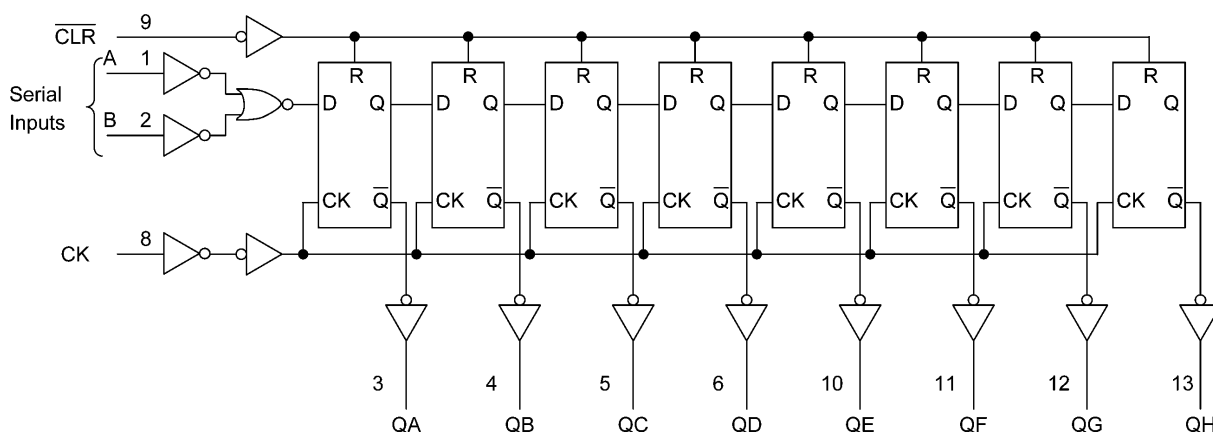 C̅L̅R̅ 9
A 1
Serial
Inputs
B 2
R R R R R R R R
D Q D Q D Q D Q D Q D Q D Q D
CK Q̅ CK Q̅ CK Q̅ CK Q̅ CK Q̅ CK Q̅ CK Q̅ CK Q̅
CK 8
3 4 5 6 10 11 12 13
QA QB QC QD QE QF QG QH